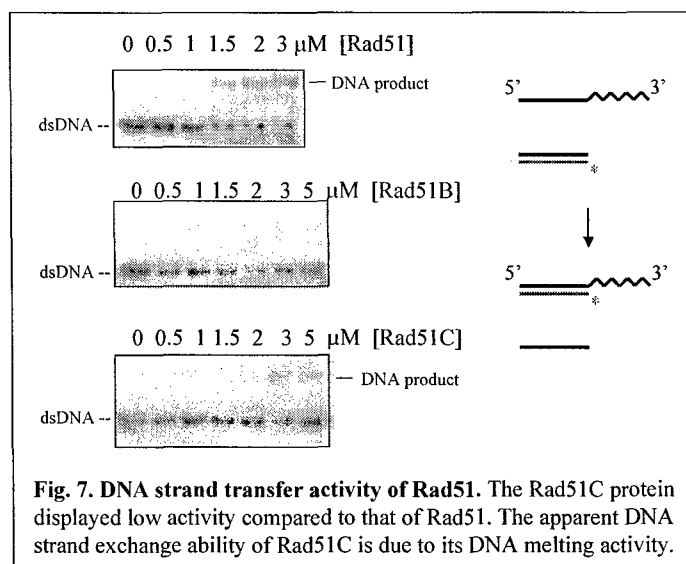 0 0.5 1 1.5 2 3 μM [Rad51]
DNA product
dsDNA --
5' 3'
*
0 0.5 1 1.5 2 3 5 μM [Rad51B]
dsDNA --
5' 3'
*
0 0.5 1 1.5 2 3 5 μM [Rad51C]
DNA product
dsDNA --
Fig. 7. DNA strand transfer activity of Rad51. The Rad51C protein
displayed low activity compared to that of Rad51. The apparent DNA
strand exchange ability of Rad51C is due to its DNA melting activity.